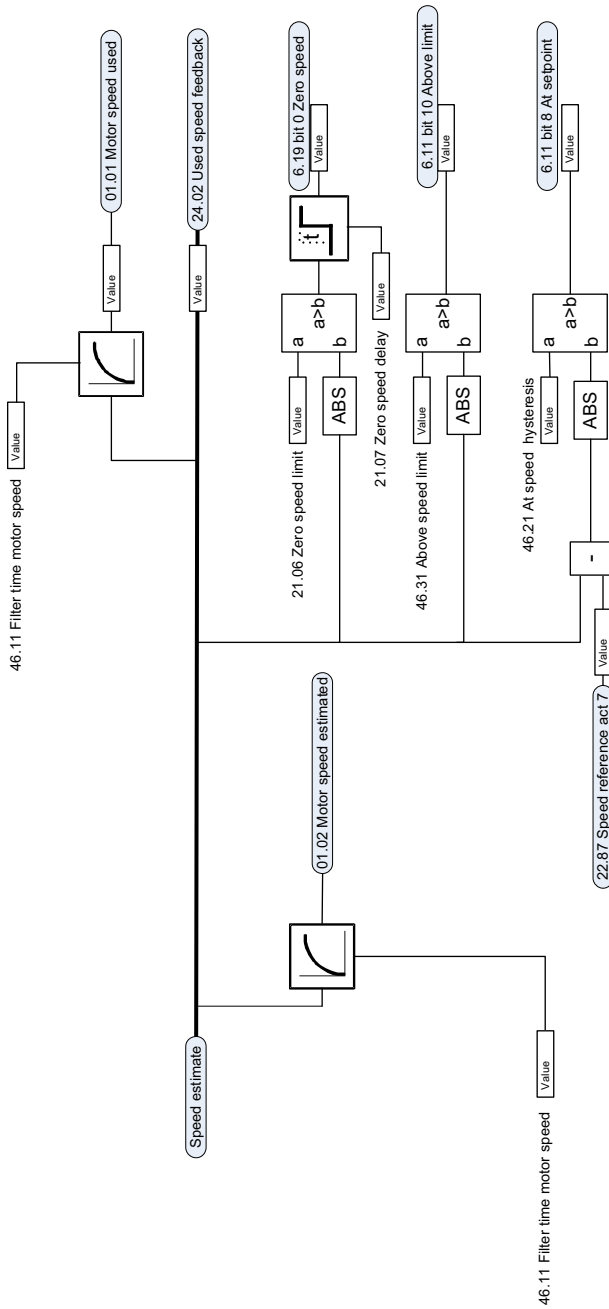 46.11 Filter time motor speed
Value
Value
01.01 Motor speed used
Speed estimate
Value
24.02 Used speed feedback
01.02 Motor speed estimated
21.06 Zero speed limit
Value
a
a>b
b
ABS
6.19 bit 0 Zero speed
Value
t
21.07 Zero speed delay
Value
46.31 Above speed limit
Value
a
a>b
b
ABS
6.11 bit 10 Above limit
Value
46.21 At speed hysteresis
Value
a
a>b
b
ABS
6.11 bit 8 At setpoint
Value
-
22.87 Speed reference act 7
Value
46.11 Filter time motor speed
Value